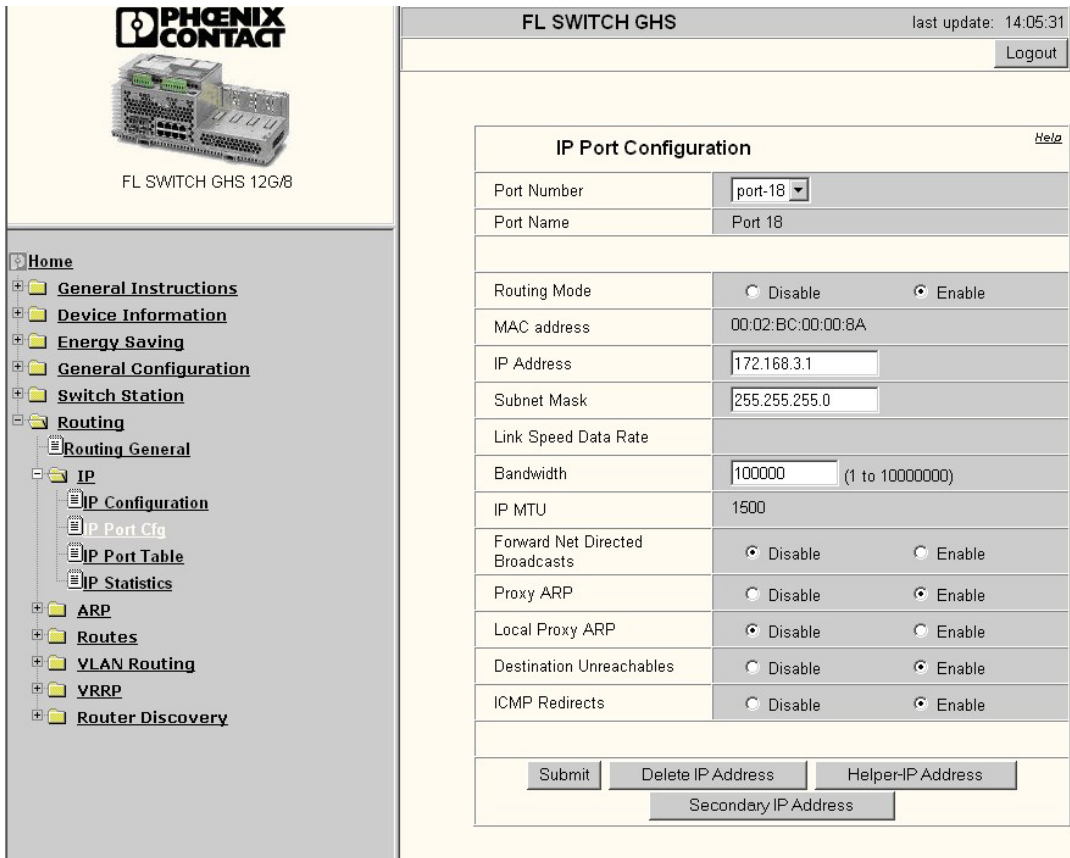 PHŒNIX
CONTACT
FL SWITCH GHS 12G/8
Home
General Instructions
Device Information
Energy Saving
General Configuration
Switch Station
Routing
Routing General
IP
IP Configuration
IP Port Cfg
IP Port Table
IP Statistics
ARP
Routes
VLAN Routing
VRRP
Router Discovery
FL SWITCH GHS last update: 14:05:31
Logout
IP Port Configuration Help
Port Number port-18
Port Name Port 18
Routing Mode Disable Enable
MAC address 00:02:BC:00:00:8A
IP Address 172.168.3.1
Subnet Mask 255.255.255.0
Link Speed Data Rate
Bandwidth 100000 (1 to 10000000)
IP MTU 1500
Forward Net Directed
Broadcasts Disable Enable
Proxy ARP Disable Enable
Local Proxy ARP Disable Enable
Destination Unreachables Disable Enable
ICMP Redirects Disable Enable
Submit Delete IP Address Helper-IP Address
Secondary IP Address